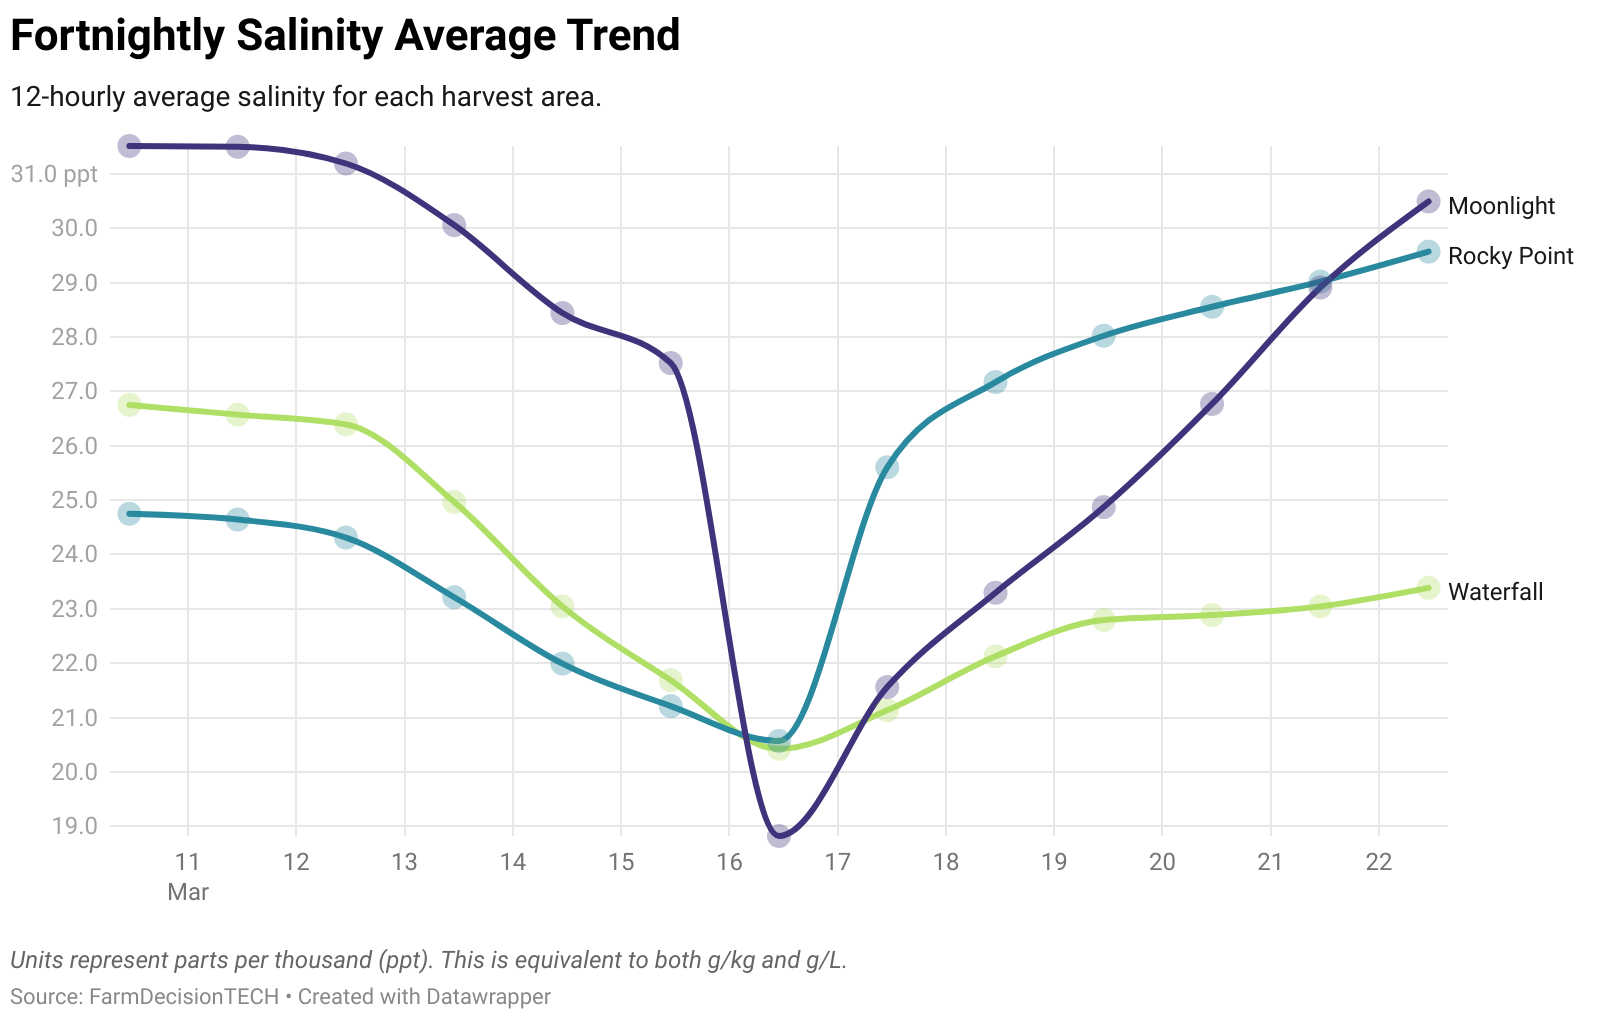 Fortnightly Salinity Average Trend
12-hourly average salinity for each harvest area.
31.0 ppt
30.0
29.0
28.0
27.0
26.0
25.0
24.0
23.0
22.0
21.0
20.0
19.0
Moonlight
Rocky Point
Waterfall
11 12 13 14 15 16 17 18 19 20 21 22
Mar
Units represent parts per thousand (ppt). This is equivalent to both g/kg and g/L.
Source: FarmDecisionTECH • Created with Datawrapper